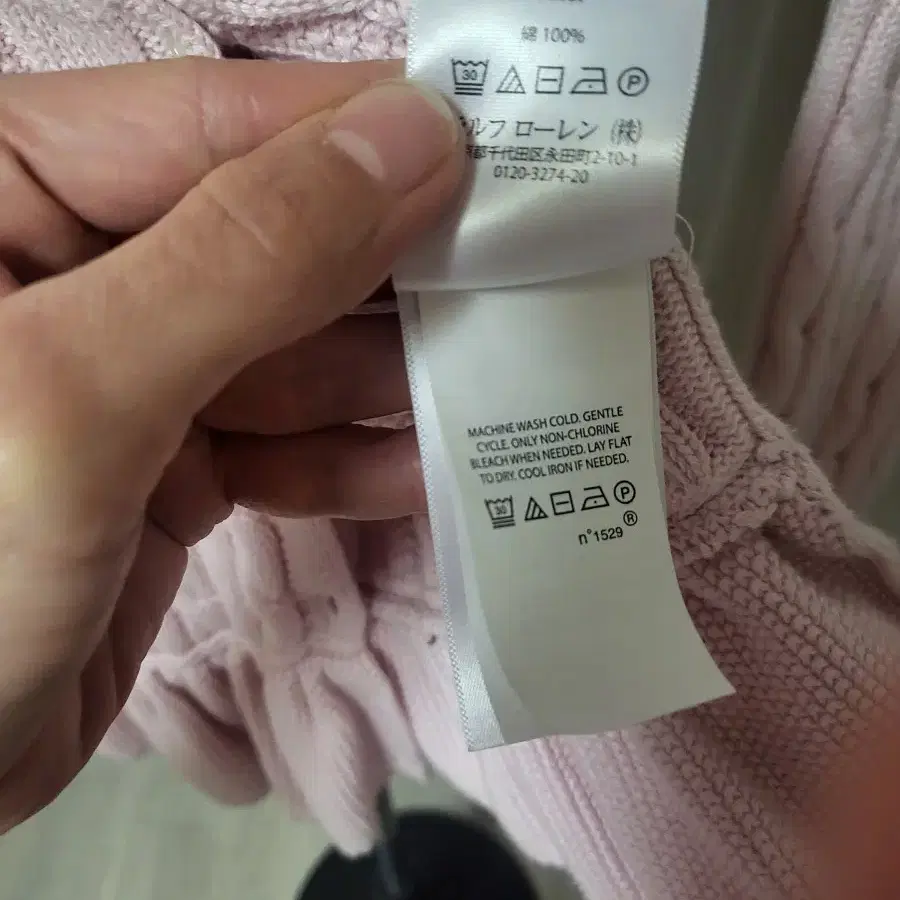 綿 100%
30 P
ルフ ローレン (株)
都千代田区永田町2-10-1
0120-3274-20
MACHINE WASH COLD, GENTLE
CYCLE. ONLY NON-CHLORINE
BLEACH WHEN NEEDED. LAY FLAT
TO DRY. COOL IRON IF NEEDED.
30 P
®
n°1529